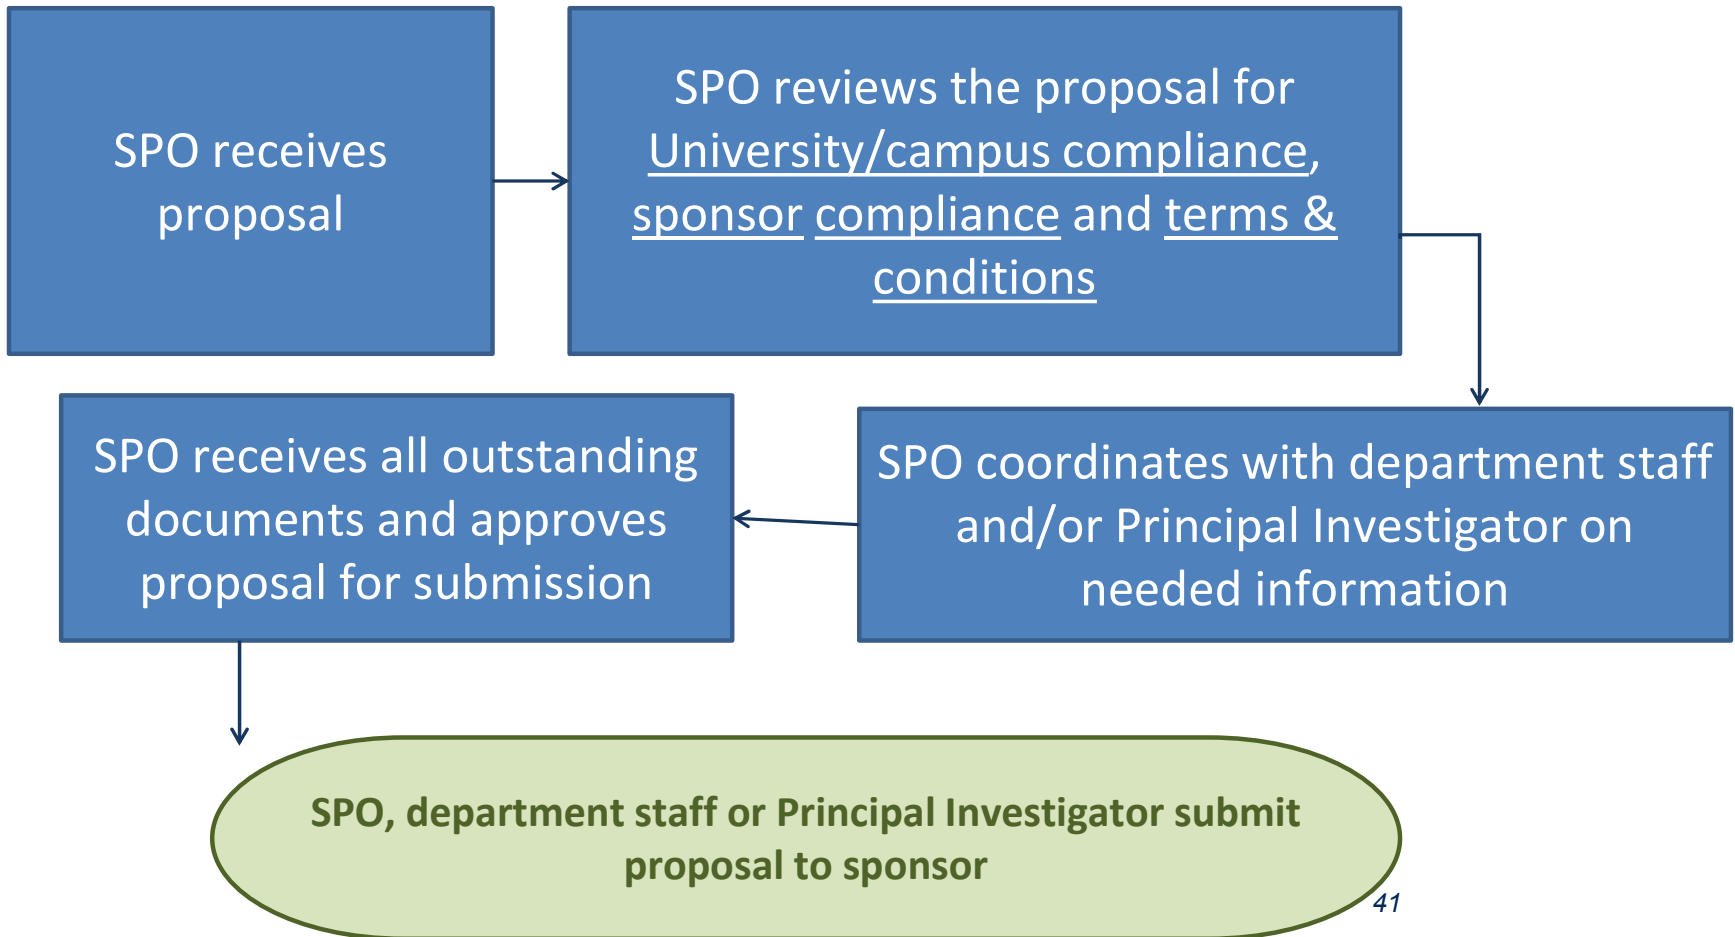 SPO receives
proposal
SPO reviews the proposal for
University/campus compliance,
sponsor compliance and terms &
conditions
SPO coordinates with department staff
and/or Principal Investigator on
needed information
SPO receives all outstanding
documents and approves
proposal for submission
SPO, department staff or Principal Investigator submit
proposal to sponsor
41